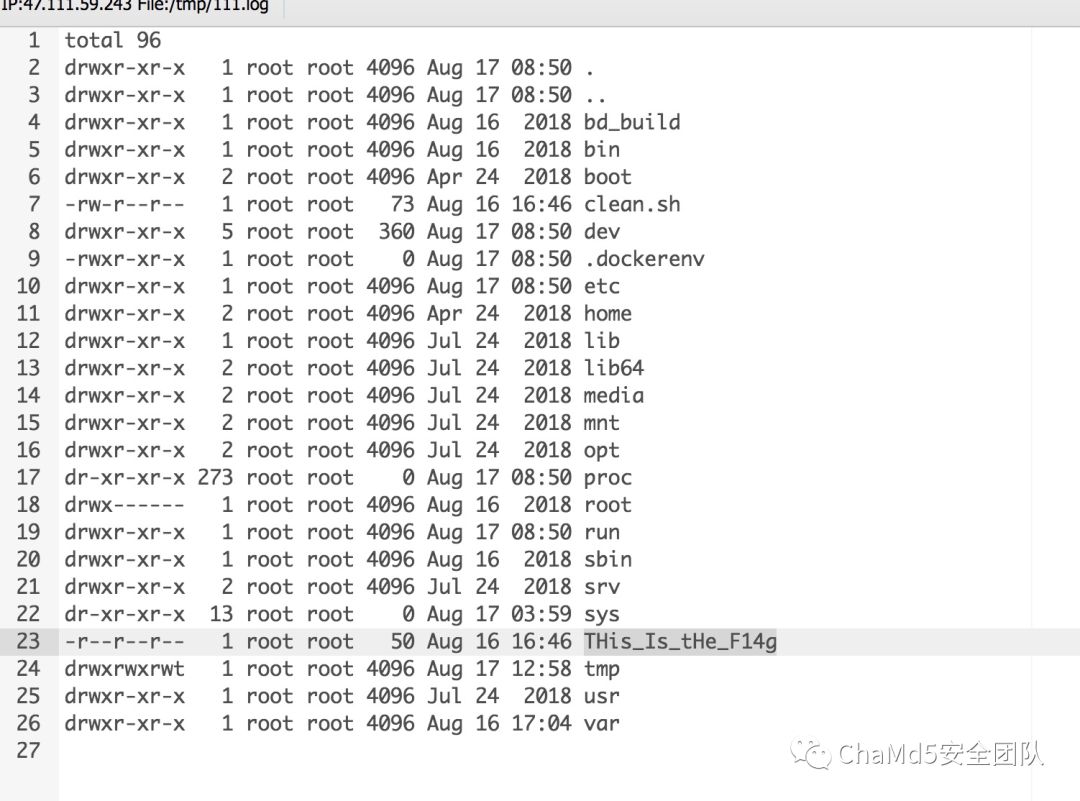 IP:47.111.59.243 File:/tmp/111.log
1 total 96
2 drwxr-xr-x 1 root root 4096 Aug 17 08:50 .
3 drwxr-xr-x 1 root root 4096 Aug 17 08:50 ..
4 drwxr-xr-x 1 root root 4096 Aug 16 2018 bd_build
5 drwxr-xr-x 1 root root 4096 Aug 16 2018 bin
6 drwxr-xr-x 2 root root 4096 Apr 24 2018 boot
7 -rw-r--r-- 1 root root 73 Aug 16 16:46 clean.sh
8 drwxr-xr-x 5 root root 360 Aug 17 08:50 dev
9 -rwxr-xr-x 1 root root 0 Aug 17 08:50 .dockerenv
10 drwxr-xr-x 1 root root 4096 Aug 17 08:50 etc
11 drwxr-xr-x 2 root root 4096 Apr 24 2018 home
12 drwxr-xr-x 1 root root 4096 Jul 24 2018 lib
13 drwxr-xr-x 2 root root 4096 Jul 24 2018 lib64
14 drwxr-xr-x 2 root root 4096 Jul 24 2018 media
15 drwxr-xr-x 2 root root 4096 Jul 24 2018 mnt
16 drwxr-xr-x 2 root root 4096 Jul 24 2018 opt
17 dr-xr-xr-x 273 root root 0 Aug 17 08:50 proc
18 drwx------ 1 root root 4096 Aug 16 2018 root
19 drwxr-xr-x 1 root root 4096 Aug 17 08:50 run
20 drwxr-xr-x 1 root root 4096 Aug 16 2018 sbin
21 drwxr-xr-x 2 root root 4096 Jul 24 2018 srv
22 dr-xr-xr-x 13 root root 0 Aug 17 03:59 sys
23 -r--r--r-- 1 root root 50 Aug 16 16:46 THis_Is_tHe_F14g
24 drwxrwxrwt 1 root root 4096 Aug 17 12:58 tmp
25 drwxr-xr-x 1 root root 4096 Jul 24 2018 usr
26 drwxr-xr-x 1 root root 4096 Aug 16 17:04 var
27
ChaMd5安全团队